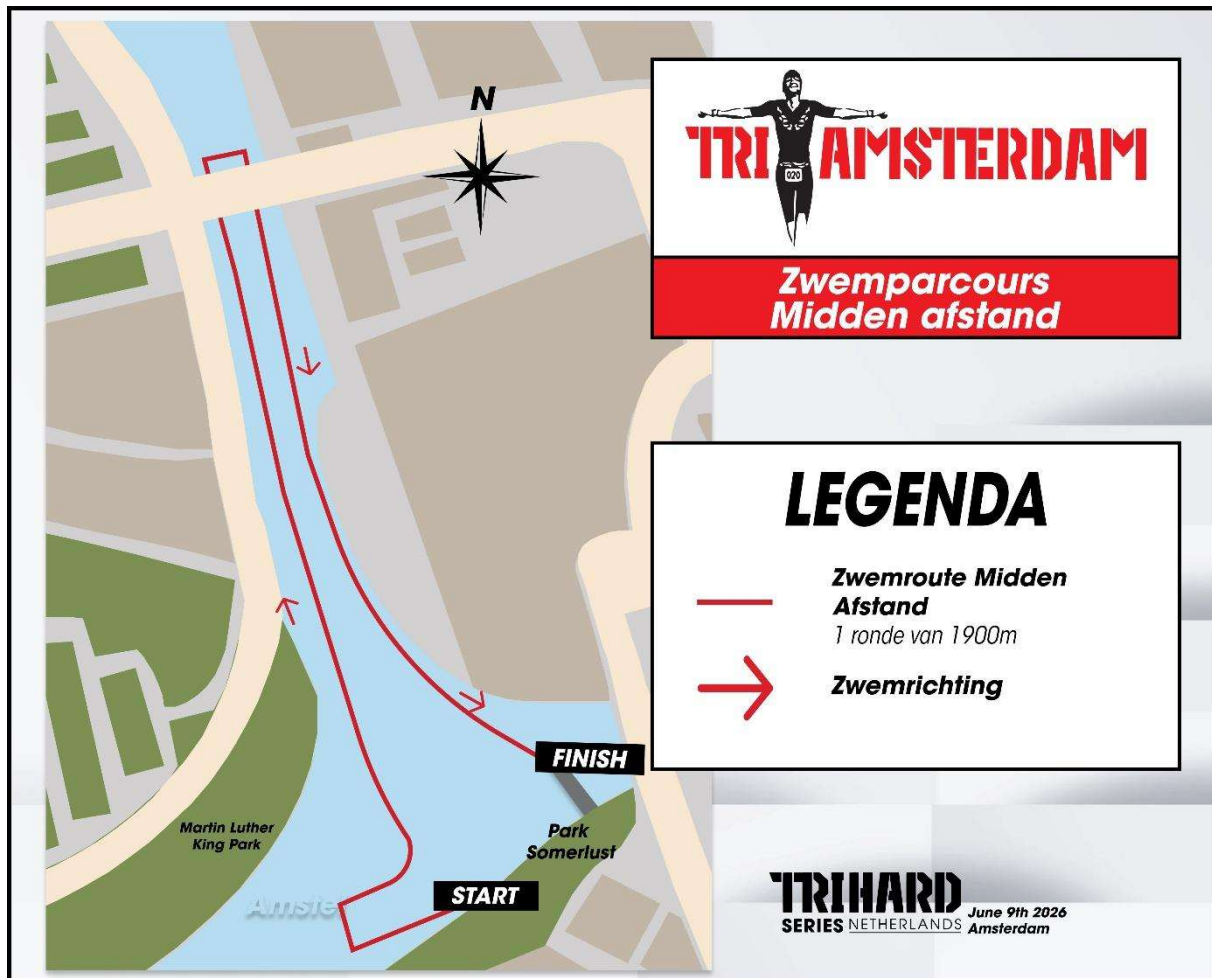 N
TRI AMSTERDAM
020
Zwemparcours
Midden afstand
LEGENDA
Zwemroute Midden
Afstand
1 ronde van 1900m
Zwemrichting
FINISH
Martin Luther
King Park
Park
Somerlust
START
Amste
TRIHARD
SERIES NETHERLANDS
June 9th 2026
Amsterdam